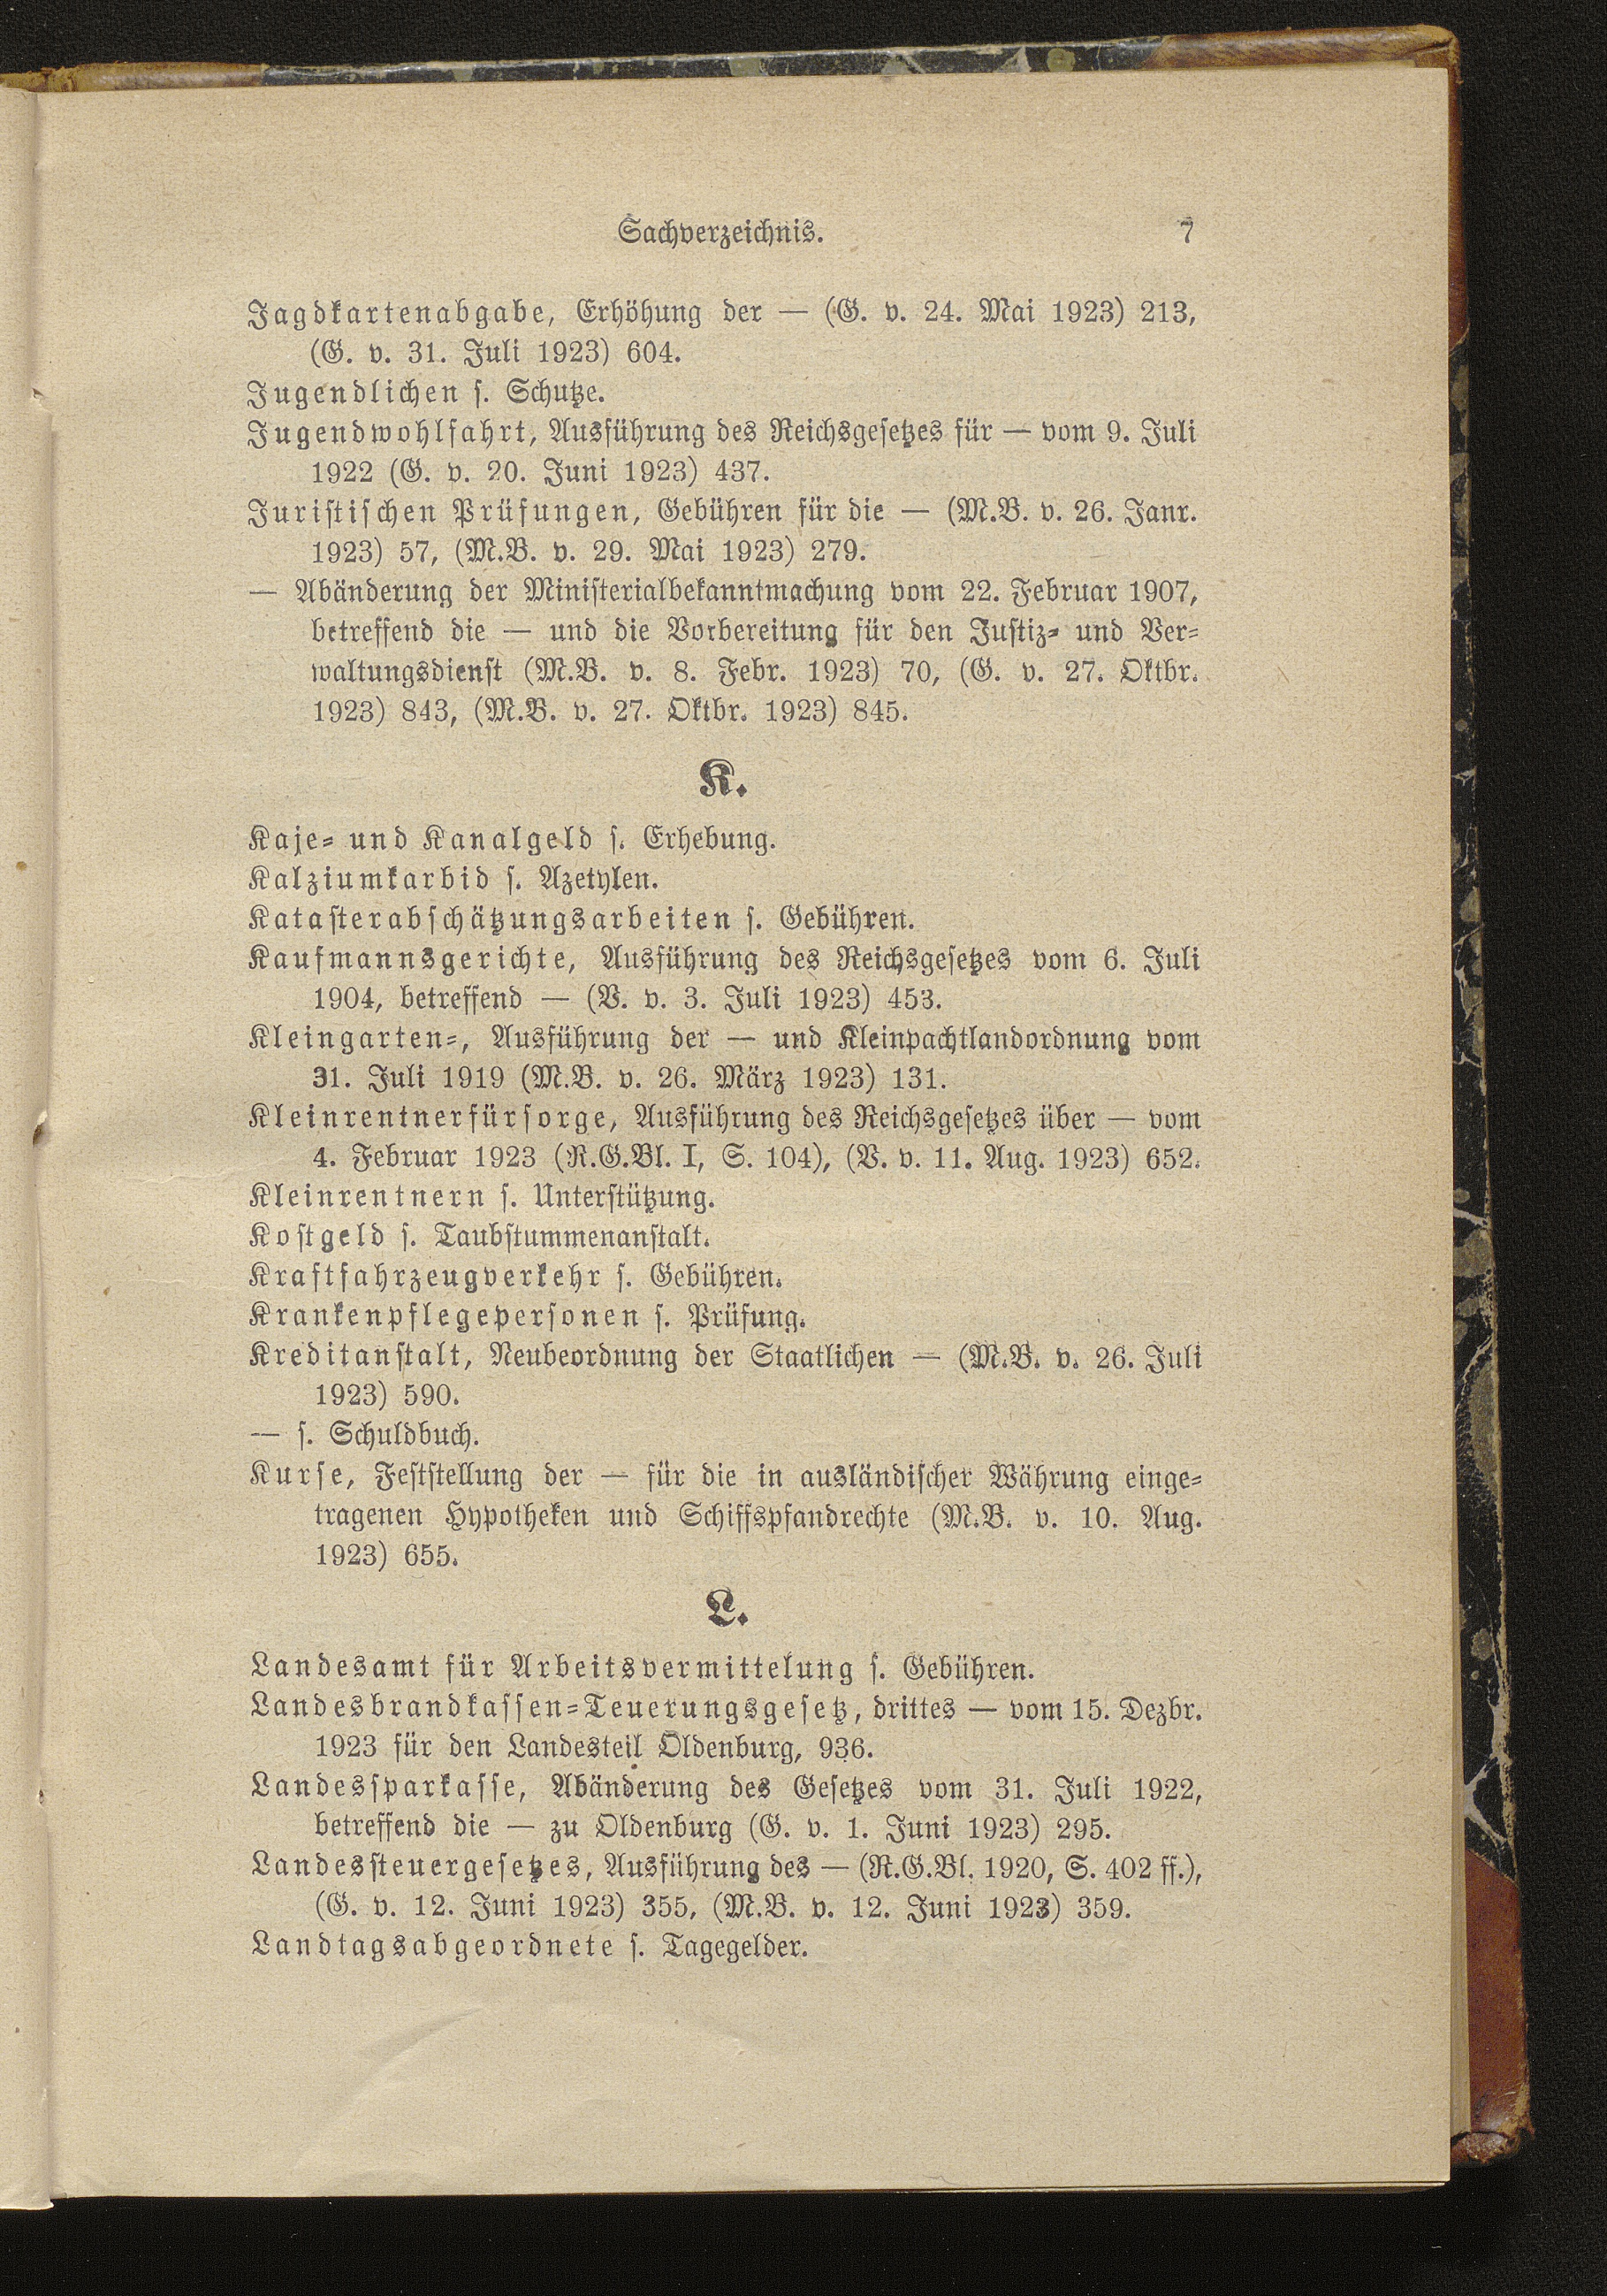 Sachverzeichnis. 7
Jagdkartenabgabe, Erhöhung der — (G. v. 24. Mai 1923) 213,
(G. v. 31. Juli 1923) 604.
Jugendlichen s. Schutze.
Jugendwohlfahrt, Ausführung des Reichsgesetzes für — vom 9. Juli
1922 (G. v. 20. Juni 1923) 437.
Juristischen Prüfungen, Gebühren für die — (M.B. v. 26. Janr.
1923) 57, (M.B. v. 29. Mai 1923) 279.
— Abänderung der Ministerialbekanntmachung vom 22. Februar 1907,
betreffend die — und die Vorbereitung für den Justiz- und Ver-
waltungsdienst (M.B. v. 8. Febr. 1923) 70, (G. v. 27. Oktbr.
1923) 843, (M.B. v. 27. Oktbr. 1923) 845.
K.
Kaje- und Kanalgeld s. Erhebung.
Kalziumkarbid s. Azetylen.
Katasterabschätzungsarbeiten s. Gebühren.
Kaufmannsgerichte, Ausführung des Reichsgesetzes vom 6. Juli
1904, betreffend — (V. v. 3. Juli 1923) 453.
Kleingarten-, Ausführung der — und Kleinpachtlandordnung vom
31. Juli 1919 (M.B. v. 26. März 1923) 131.
Kleinrentnerfürsorge, Ausführung des Reichsgesetzes über — vom
4. Februar 1923 (R.G.Bl. I, S. 104), (V. v. 11. Aug. 1923) 652.
Kleinrentnern s. Unterstützung.
Kostgeld s. Taubstummenanstalt.
Kraftfahrzeugverkehr s. Gebühren.
Krankenpflegepersonen s. Prüfung.
Kreditanstalt, Neubeordnung der Staatlichen — (M.B. v. 26. Juli
1923) 590.
— s. Schuldbuch.
Kurse, Feststellung der — für die in ausländischer Währung einge-
tragenen Hypotheken und Schiffspfandrechte (M.B. v. 10. Aug.
1923) 655.
L.
Landesamt für Arbeitsvermittelung s. Gebühren.
Landesbrandkassen-Teuerungsgesetz, drittes — vom 15. Dezbr.
1923 für den Landesteil Oldenburg, 936.
Landessparkasse, Abänderung des Gesetzes vom 31. Juli 1922,
betreffend die — zu Oldenburg (G. v. 1. Juni 1923) 295.
Landessteuergesetzes, Ausführung des — (R.G.Bl. 1920, S. 402 ff.),
(G. v. 12. Juni 1923) 355, (M.B. v. 12. Juni 1923) 359.
Landtagsabgeordnete s. Tagegelder.